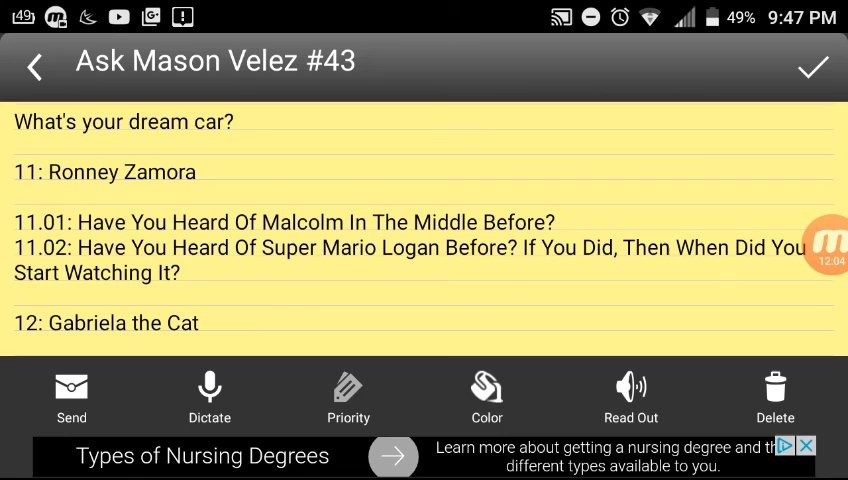 49
49%
9:47 PM
Ask Mason Velez #43
What's your dream car?
11: Ronney Zamora
11.01: Have You Heard Of Malcolm In The Middle Before?
11.02: Have You Heard Of Super Mario Logan Before? If You Did, Then When Did You
Start Watching It?
12:04
12: Gabriela the Cat
Send
Dictate
Priority
Color
Read Out
Delete
Types of Nursing Degrees
Learn more about getting a nursing degree and
different types available to you.